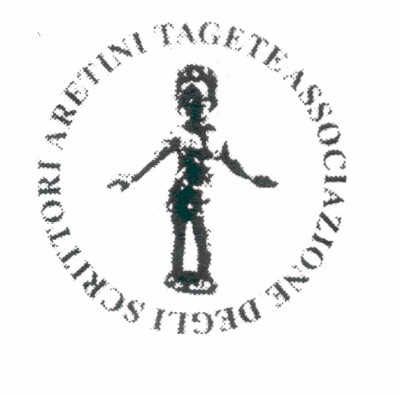 ASSOCIAZIONE DEGLI SCRITTORI ARETINI TAGETE